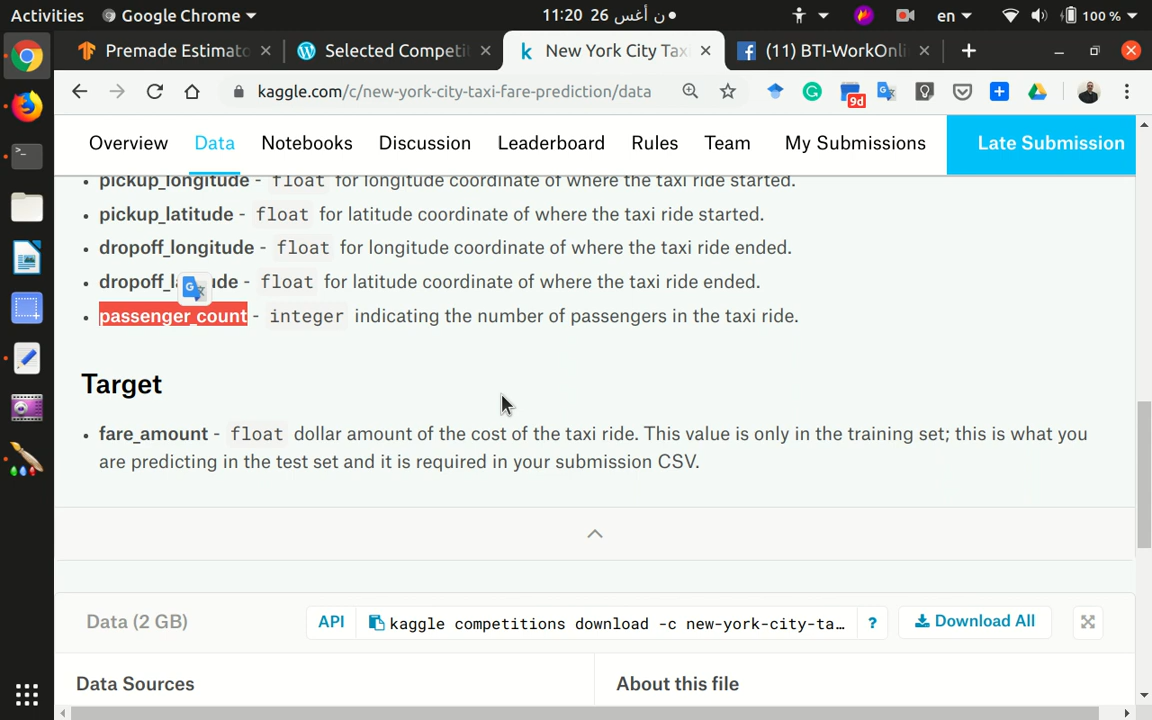 Activities Google Chrome ن أغس 26 11:20 en 100 %
Premade Estimato Selected Competi New York City Tax (11) BTI-WorkOnli
kaggle.com/c/new-york-city-taxi-fare-prediction/data 9d
Overview Data Notebooks Discussion Leaderboard Rules Team My Submissions Late Submission
pickup_longitude - float for longitude coordinate of where the taxi ride started.
pickup_latitude - float for latitude coordinate of where the taxi ride started.
dropoff_longitude - float for longitude coordinate of where the taxi ride ended.
dropoff_la de - float for latitude coordinate of where the taxi ride ended.
passenger_count - integer indicating the number of passengers in the taxi ride.
Target
fare_amount - float dollar amount of the cost of the taxi ride. This value is only in the training set; this is what you
are predicting in the test set and it is required in your submission CSV.
Data (2 GB) API kaggle competitions download -c new-york-city-ta… ? Download All
Data Sources About this file